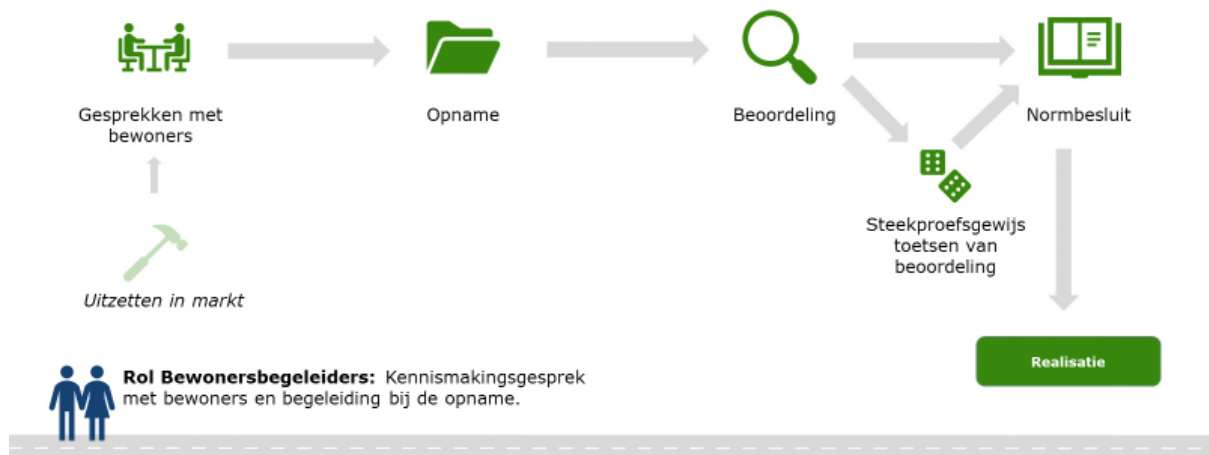 Gesprekken met
bewoners
Opname
Beoordeling
Normbesluit
Steekproefsgewijs
toetsen van
beoordeling
Uitzetten in markt
Realisatie
Rol Bewonersbegeleiders: Kennismakingsgesprek
met bewoners en begeleiding bij de opname.